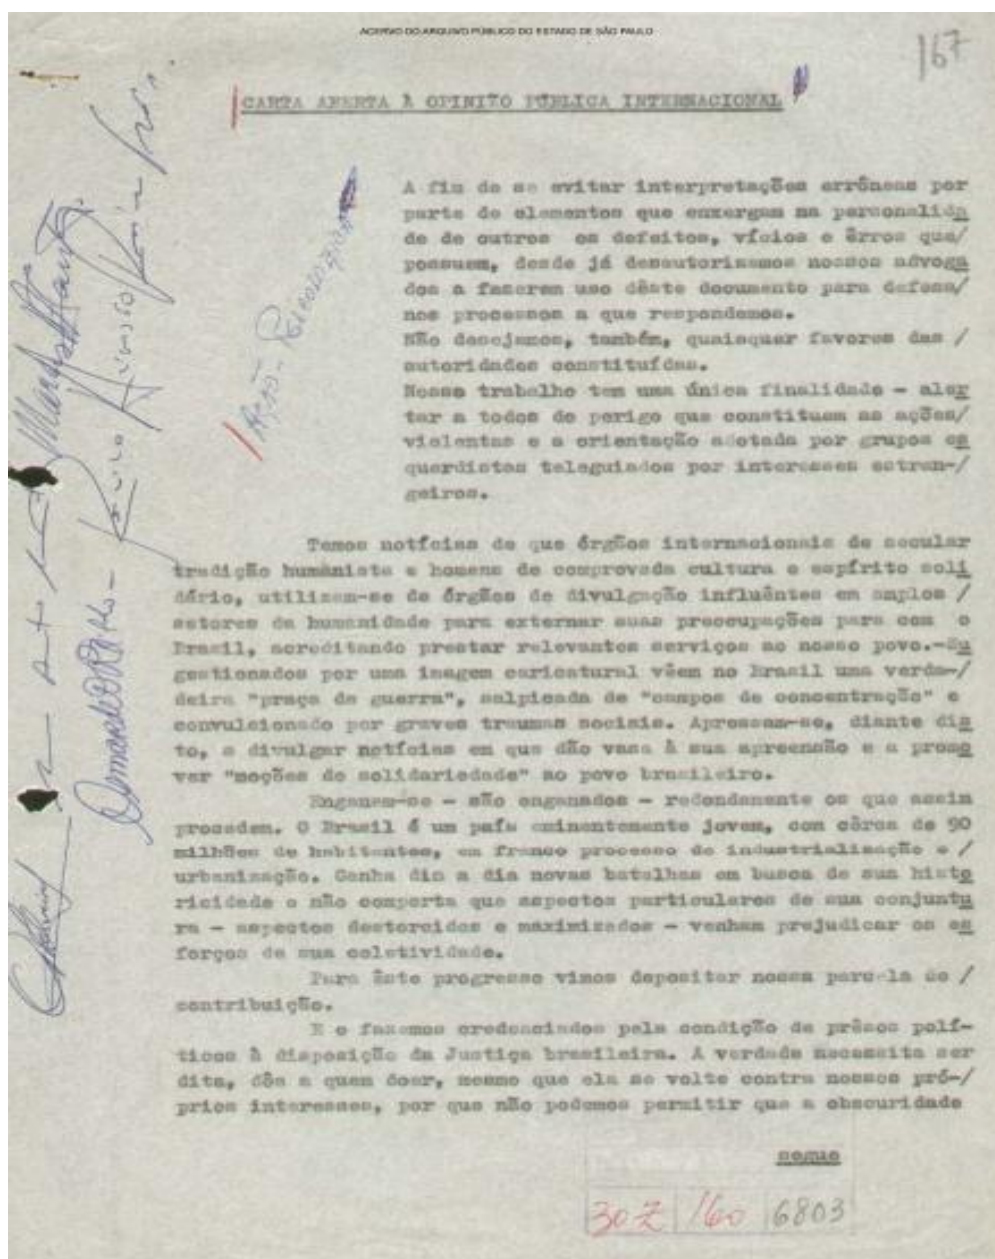 ACERVO DO ARQUIVO PÚBLICO DO ESTADO DE SÃO PAULO
167
CARTA ABERTA À OPINIÃO PÚBLICA INTERNACIONAL
A fim de se evitar interpretações errôneas por
parte de elementos que enxergam na personalida
de de outros os defeitos, vícios e êrros que/
possuem, desde já desautorizamos nossos advoga
dos a fazerem uso dêste documento para defesa/
nos processos a que respondemos.
Não desejamos, também, quaisquer favores das /
autoridades constituídas.
Nosso trabalho tem uma única finalidade - aler
tar a todos do perigo que constituem as ações/
violentas e a orientação adotada por grupos es
querdistas teleguiados por interesses estran-/
geiros.
Temos notícias de que órgãos internacionais de secular
tradição humanista e homens de comprovada cultura e espírito soli
dário, utilizam-se de órgãos de divulgação influêntes em amplos /
setores da humanidade para externar suas preocupações para com o
Brasil, acreditando prestar relevantes serviços ao nosso povo.-Su
gestionados por uma imagem caricatural vêem no Brasil uma verda-/
deira "praça de guerra", salpicada de "campos de concentração" e
convulsionado por graves traumas sociais. Apressam-se, diante dis
to, a divulgar notícias em que dão vasa à sua apreensão e a promo
ver "moções de solidariedade" ao povo brasileiro.
Enganam-se - são enganados - redondamente os que assim
procedem. O Brasil é um país eminentemente jovem, com cêrca de 90
milhões de habitantes, em franco processo de industrialização e /
urbanização. Ganha dia a dia novas batalhas em busca de sua histo
ricidade e não comporta que aspectos particulares de sua conjuntu
ra - aspectos destorcidos e maximizados - venham prejudicar os es
forços de sua coletividade.
Para êste progresso vimos depositar nossa parcela de /
contribuição.
E o fazemos credenciados pela condição de prêsos polí-
ticos à disposição da Justiça brasileira. A verdade necessita ser
dita, dôa a quem doer, mesmo que ela se volte contra nossos pró-/
prios interesses, por que não podemos permitir que a obscuridade
segue
30 Z 160 6803